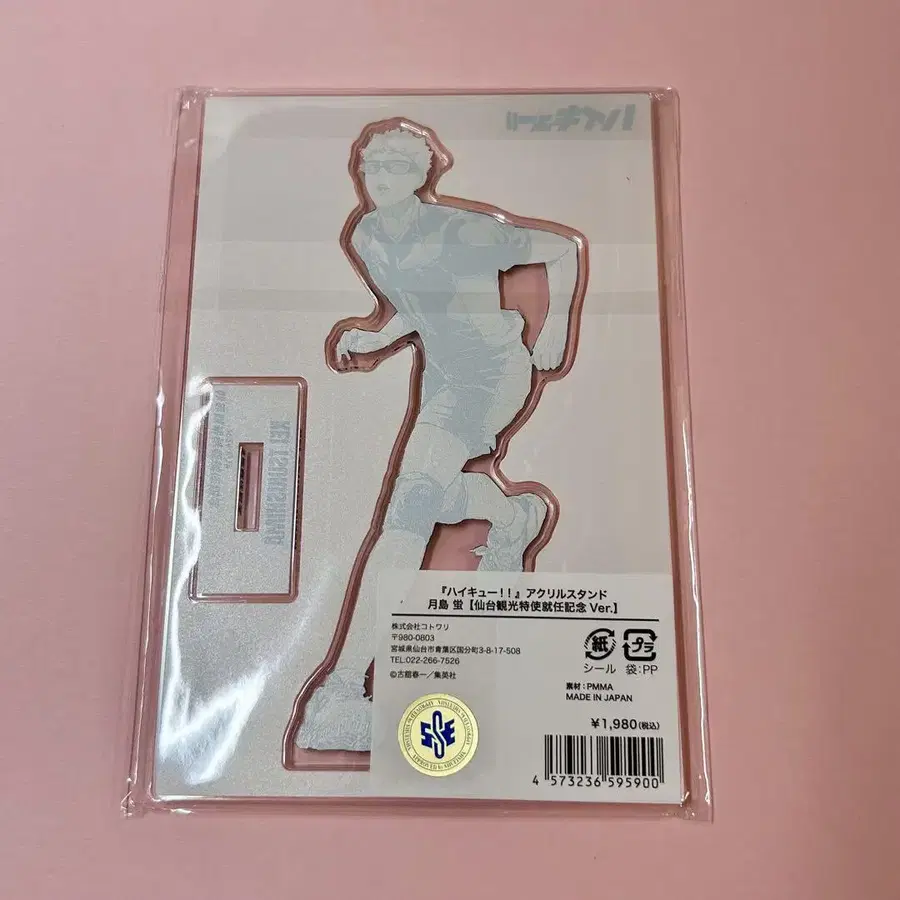 ハイキュー!!
KEI TSUKISHIMA
『ハイキュー!!』アクリルスタンド
月島 蛍【仙台観光特使就任記念 Ver.】
株式会社コトワリ
〒980-0803
宮城県仙台市青葉区国分町3-8-17-508
TEL:022-266-7526
©古舘春一/集英社
紙
シール
プラ
袋:PP
素材:PMMA
MADE IN JAPAN
¥1,980(税込)
4 573236 595900